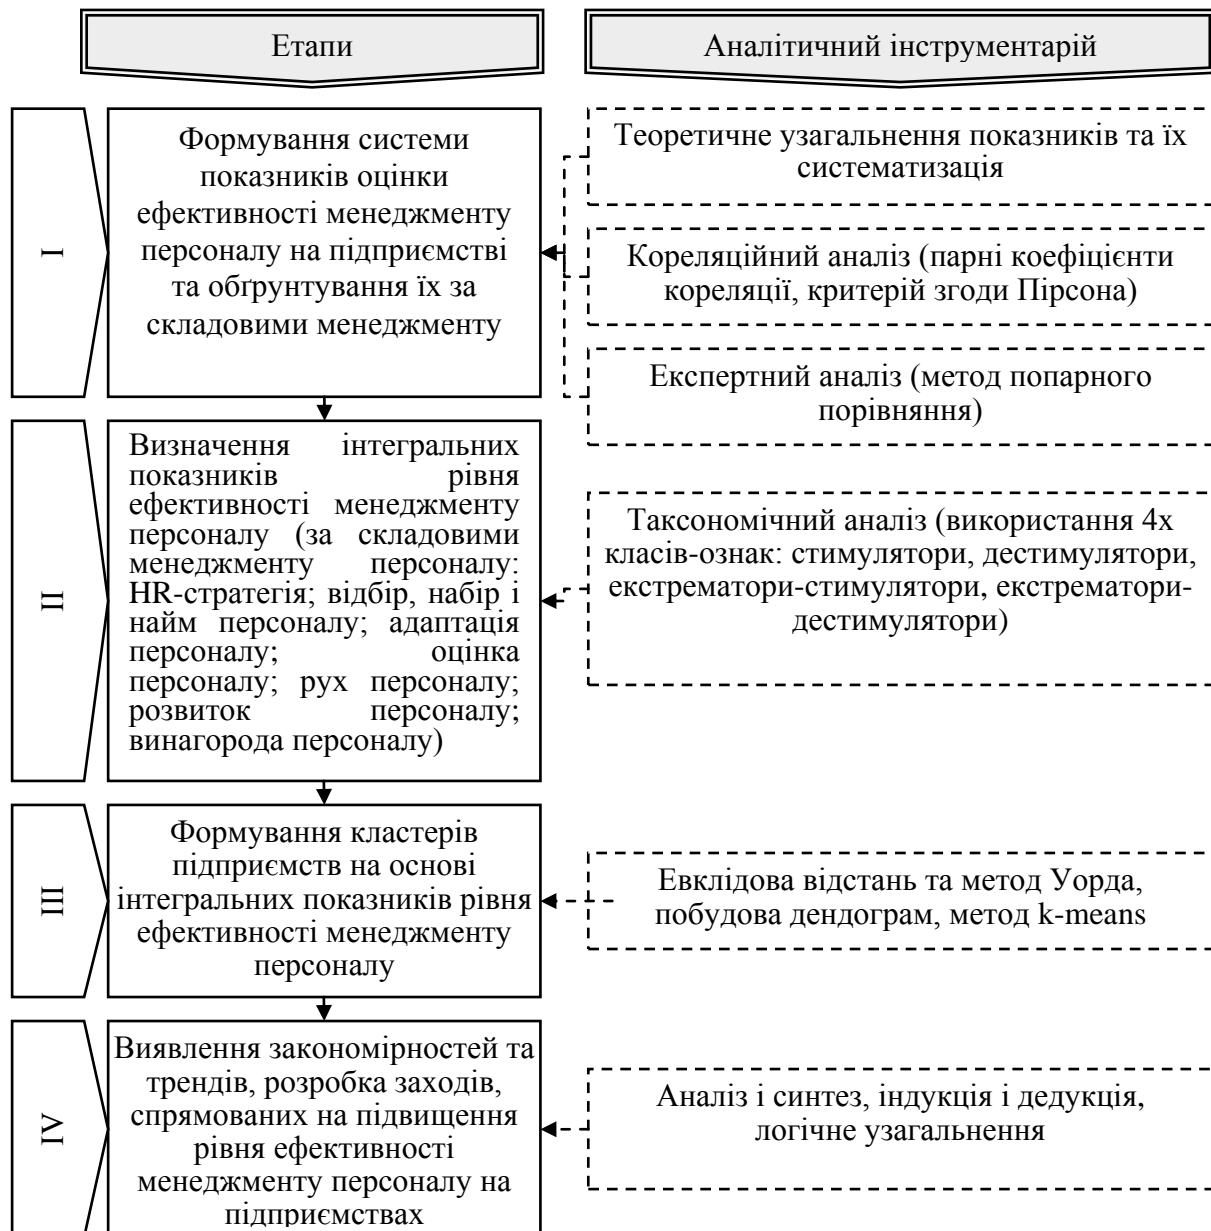 Етапи
Аналітичний інструментарій
I
Формування системи
показників оцінки
ефективності менеджменту
персоналу на підприємстві
та обґрунтування їх за
складовими менеджменту
Теоретичне узагальнення показників та їх
систематизація
Кореляційний аналіз (парні коефіцієнти
кореляції, критерій згоди Пірсона)
Експертний аналіз (метод попарного
порівняння)
II
Визначення інтегральних
показників рівня
ефективності менеджменту
персоналу (за складовими
менеджменту персоналу:
HR-стратегія; відбір, набір і
найм персоналу; адаптація
персоналу; оцінка
персоналу; рух персоналу;
розвиток персоналу;
винагорода персоналу)
Таксономічний аналіз (використання 4х
класів-ознак: стимулятори, дестимулятори,
екстрематори-стимулятори, екстрематори-
дестимулятори)
III
Формування кластерів
підприємств на основі
інтегральних показників рівня
ефективності менеджменту
персоналу
Евклідова відстань та метод Уорда,
побудова дендограм, метод k-means
IV
Виявлення закономірностей та
трендів, розробка заходів,
спрямованих на підвищення
рівня ефективності
менеджменту персоналу на
підприємствах
Аналіз і синтез, індукція і дедукція,
логічне узагальнення